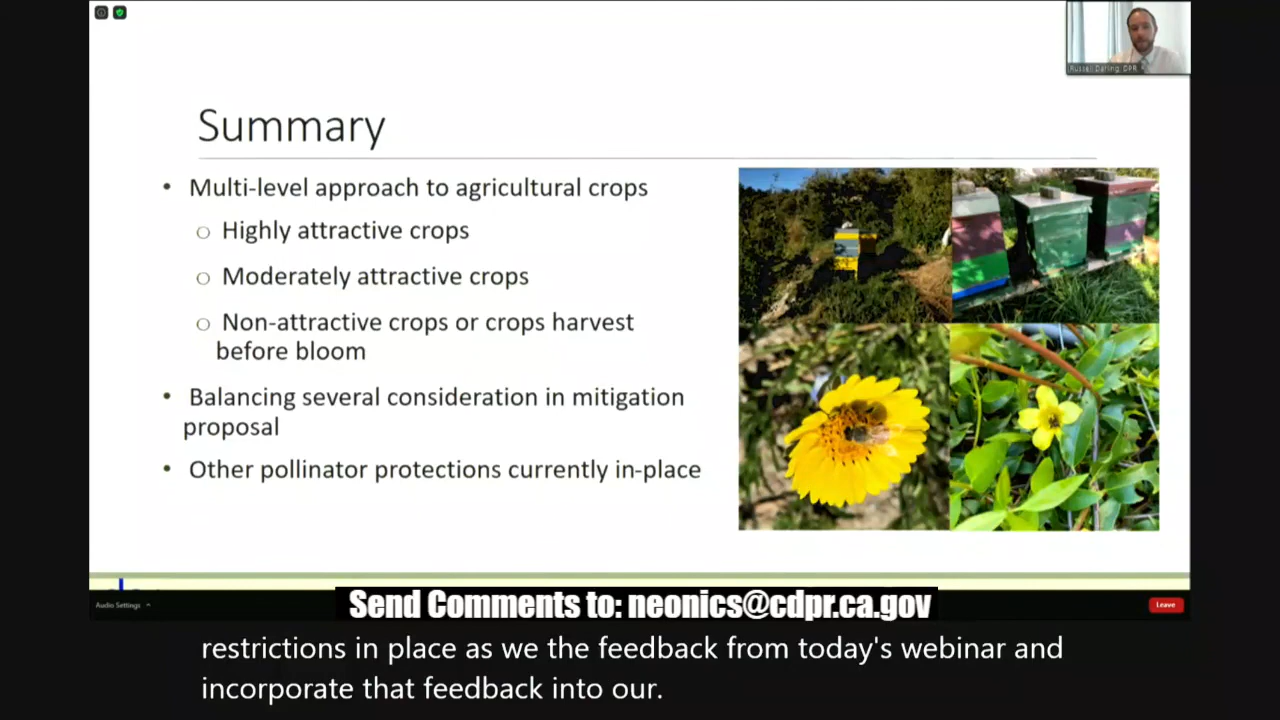 (Russell Darling, DPR
Summary
• Multi-level approach to agricultural crops
o Highly attractive crops
o Moderately attractive crops
o Non-attractive crops or crops harvest
before bloom
• Balancing several consideration in mitigation
proposal
• Other pollinator protections currently in-place
Audio Settings
Leave
Send Comments to: neonics@cdpr.ca.gov
restrictions in place as we the feedback from today's webinar and
incorporate that feedback into our.